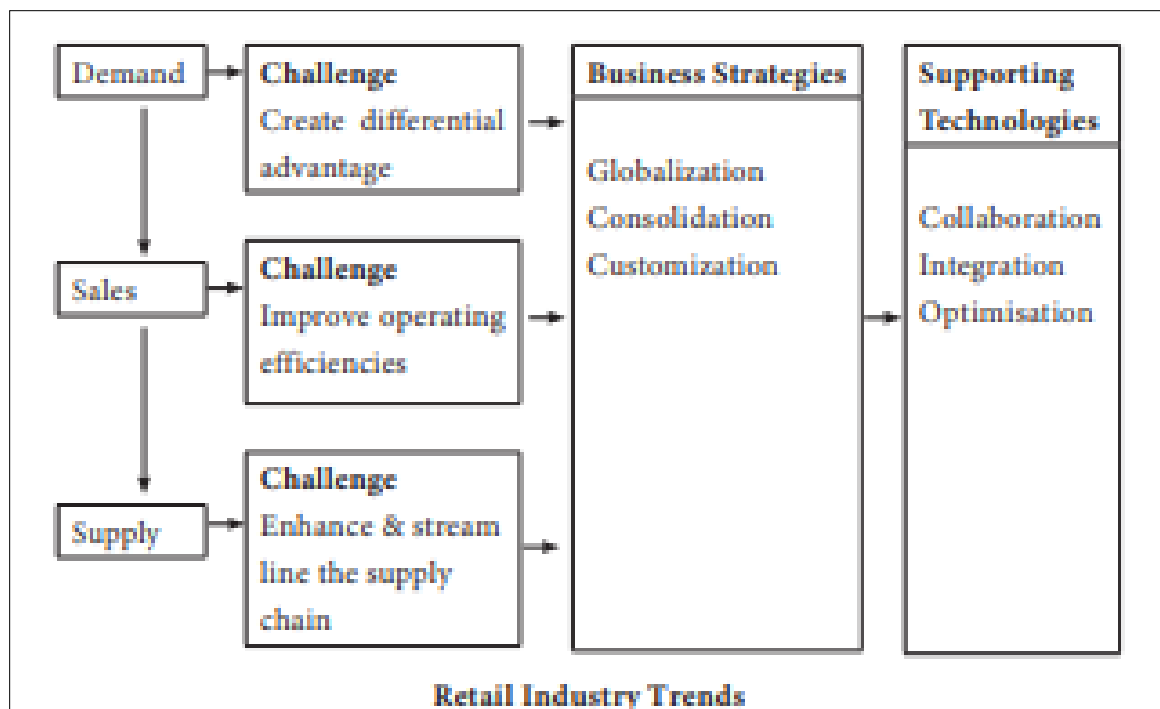 Demand
Challenge
Create differential
advantage
Sales
Challenge
Improve operating
efficiencies
Supply
Challenge
Enhance & stream
line the supply
chain
Business Strategies
Globalization
Consolidation
Customization
Supporting
Technologies
Collaboration
Integration
Optimisation
Retail Industry Trends